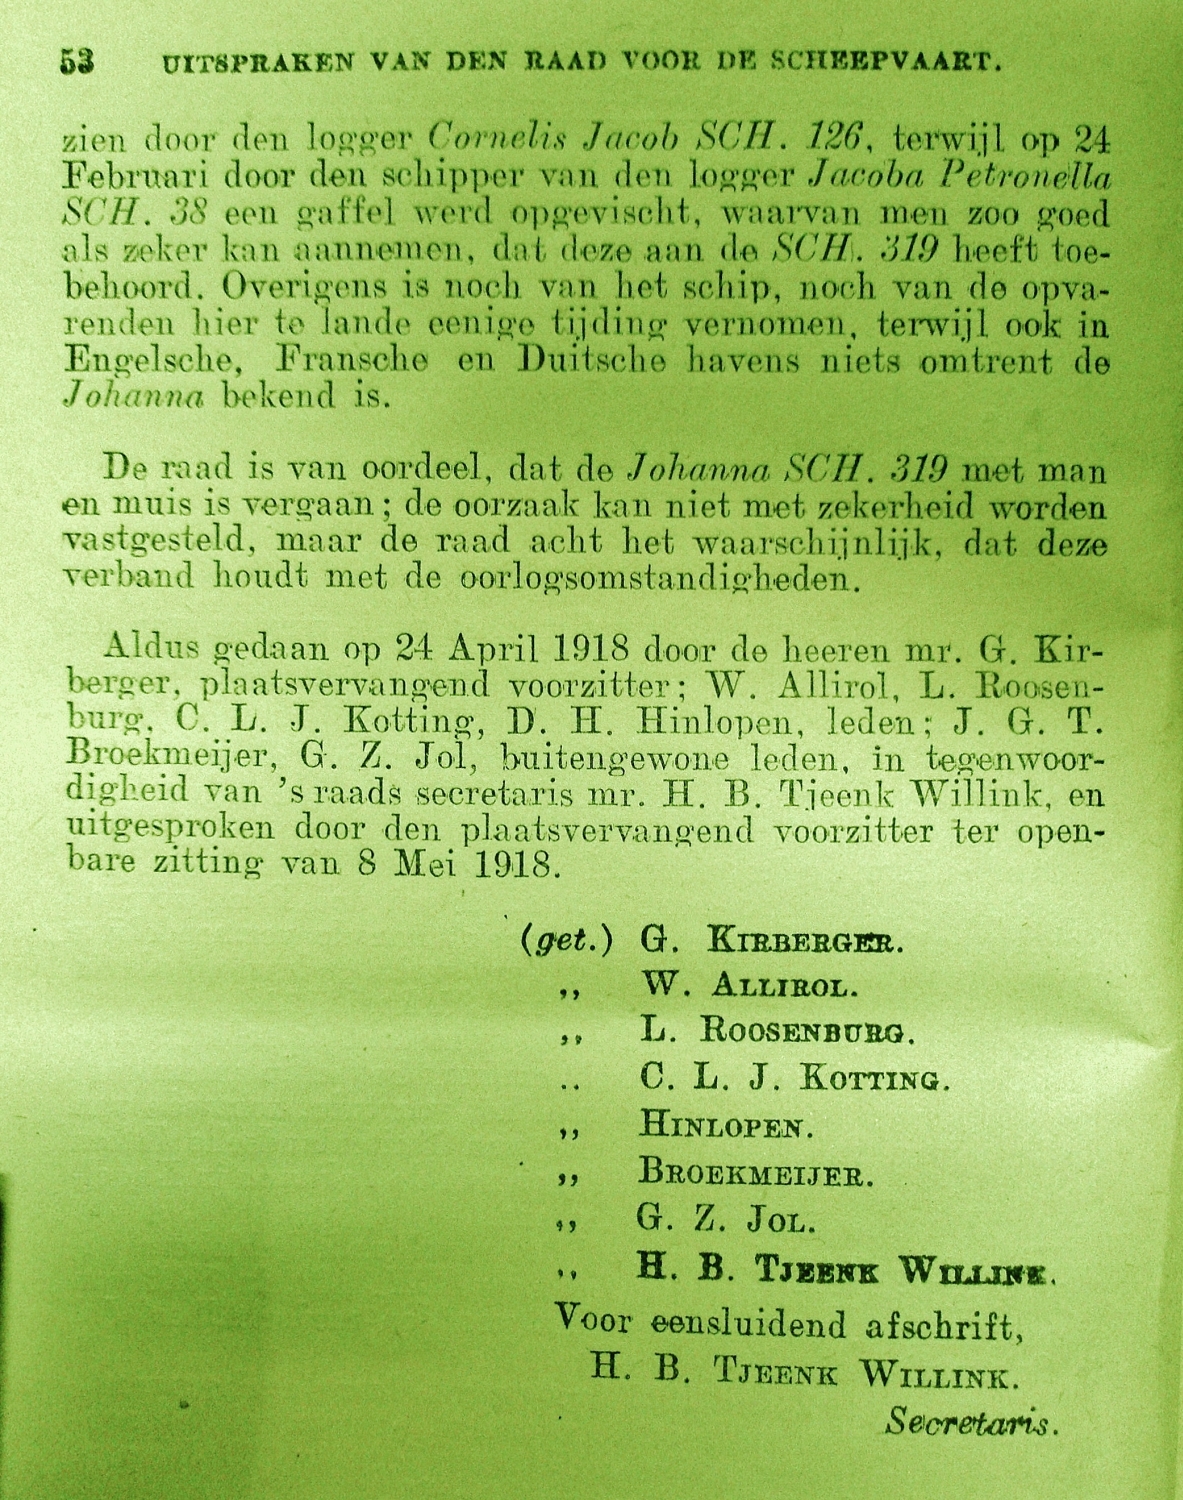 53 UITSPRAKEN VAN DEN RAAD VOOR DE SCHEEPVAART.
zien door den logger Cornelis Jacob SCH. 126, terwijl op 24
Februari door den schipper van den logger Jacoba Petronella
SCH. 38 een gaffel werd opgevischt, waarvan men zoo goed
als zeker kan aannemen, dat deze aan de SCH. 319 heeft toe-
behoord. Overigens is noch van het schip, noch van de opva-
renden hier te lande eenige tijding vernomen, terwijl ook in
Engelsche, Fransche en Duitsche havens niets omtrent de
Johanna bekend is.
De raad is van oordeel, dat de Johanna SCH. 319 met man
en muis is vergaan; de oorzaak kan niet met zekerheid worden
vastgesteld, maar de raad acht het waarschijnlijk, dat deze
verband houdt met de oorlogsomstandigheden.
Aldus gedaan op 24 April 1918 door de heeren mr. G. Kir-
berger, plaatsvervangend voorzitter; W. Allirol, L. Roosen-
burg, C. L. J. Kotting, D. H. Hinlopen, leden; J. G. T.
Broekmeijer, G. Z. Jol, buitengewone leden, in tegenwoor-
digheid van 's raads secretaris mr. H. B. Tjeenk Willink, en
uitgesproken door den plaatsvervangend voorzitter ter open-
bare zitting van 8 Mei 1918.
(get.) G. KIRBERGER.
,, W. ALLIROL.
,, L. ROOSENBURG.
,, C. L. J. KOTTING.
,, HINLOPEN.
,, BROEKMEIJER.
,, G. Z. JOL.
,, H. B. TJEENK WILLINK.
Voor eensluidend afschrift,
H. B. TJEENK WILLINK.
Secretaris.